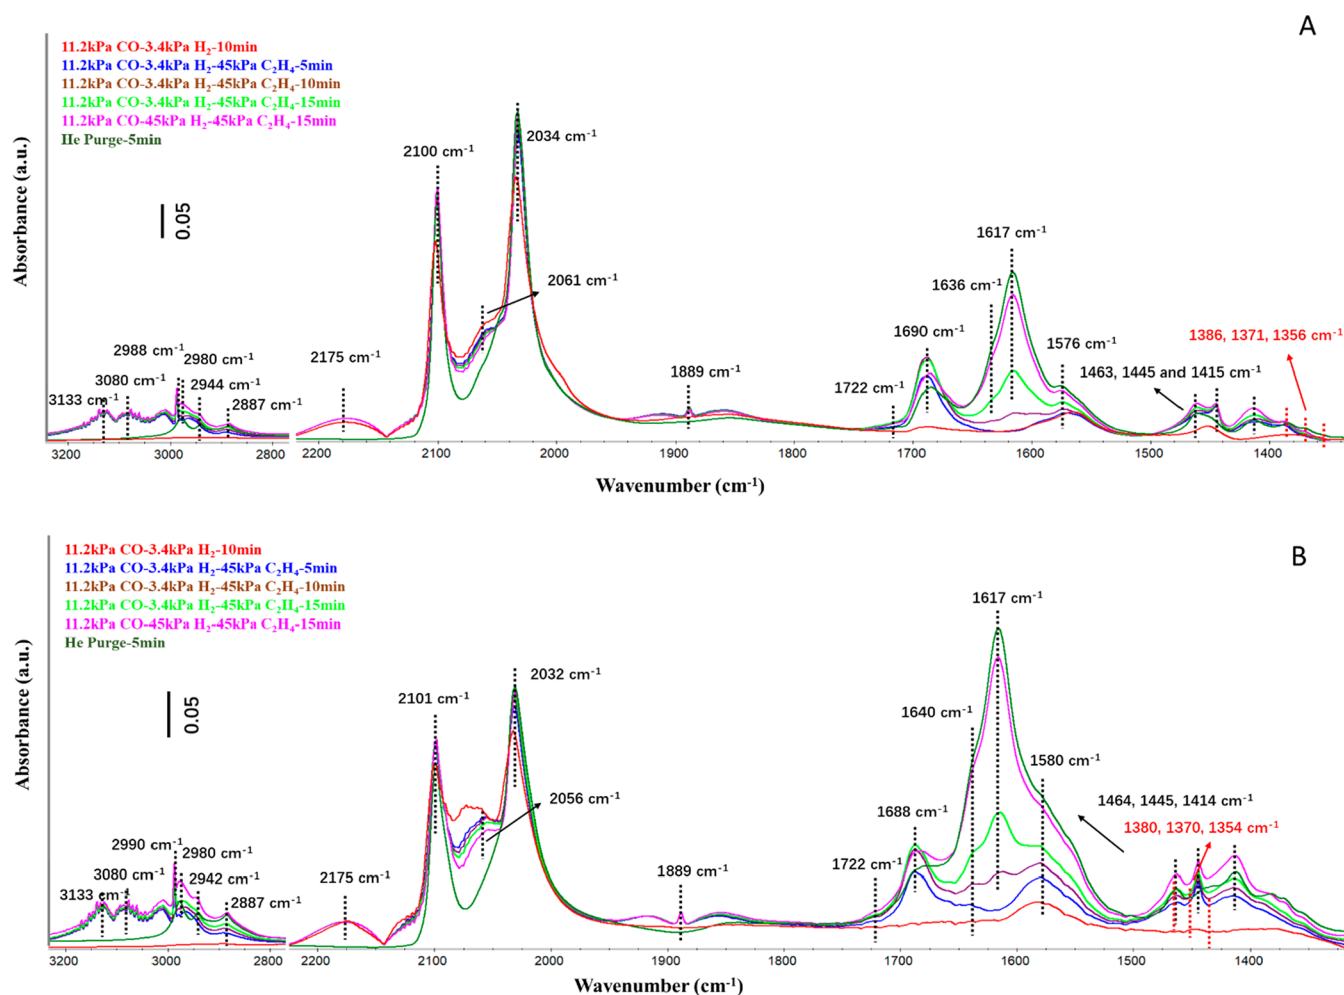 A
11.2kPa CO-3.4kPa H2-10min
11.2kPa CO-3.4kPa H2-45kPa C2H4-5min
11.2kPa CO-3.4kPa H2-45kPa C2H4-10min
11.2kPa CO-3.4kPa H2-45kPa C2H4-15min
11.2kPa CO-45kPa H2-45kPa C2H4-15min
He Purge-5min
Absorbance (a.u.)
0.05
2100 cm-1
2034 cm-1
2061 cm-1
2175 cm-1
1889 cm-1
2988 cm-1
2980 cm-1
3080 cm-1
2944 cm-1
3133 cm-1
2887 cm-1
1617 cm-1
1636 cm-1
1690 cm-1
1576 cm-1
1722 cm-1
1386, 1371, 1356 cm-1
1463, 1445 and 1415 cm-1
3200 3000 2800 2200 2100 2000 1900 1800 1700 1600 1500 1400
Wavenumber (cm-1)
B
11.2kPa CO-3.4kPa H2-10min
11.2kPa CO-3.4kPa H2-45kPa C2H4-5min
11.2kPa CO-3.4kPa H2-45kPa C2H4-10min
11.2kPa CO-3.4kPa H2-45kPa C2H4-15min
11.2kPa CO-45kPa H2-45kPa C2H4-15min
He Purge-5min
Absorbance (a.u.)
0.05
2101 cm-1
2032 cm-1
2056 cm-1
2175 cm-1
1889 cm-1
2990 cm-1
2980 cm-1
3080 cm-1
2942 cm-1
3133 cm-1
2887 cm-1
1617 cm-1
1640 cm-1
1580 cm-1
1688 cm-1
1722 cm-1
1464, 1445, 1414 cm-1
1380, 1370, 1354 cm-1
3200 3000 2800 2200 2100 2000 1900 1800 1700 1600 1500 1400
Wavenumber (cm-1)